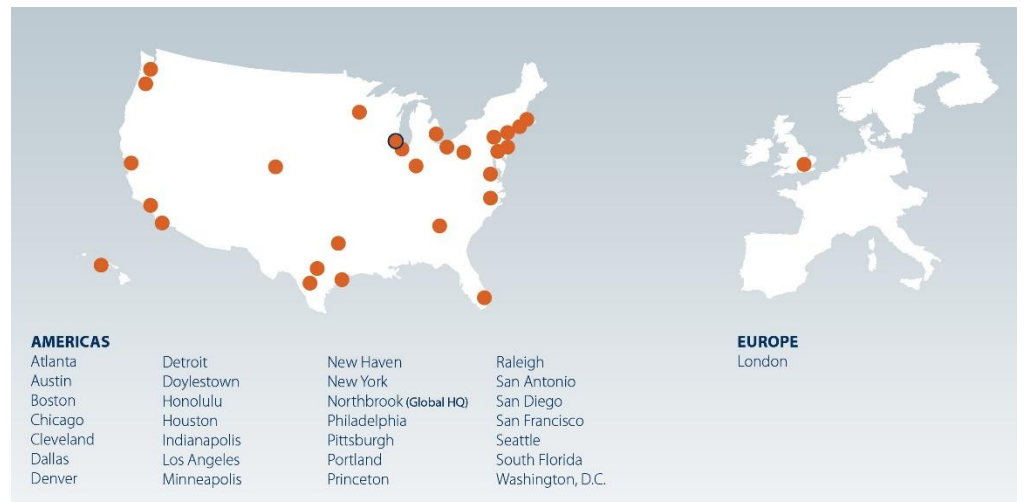 AMERICAS
Atlanta
Austin
Boston
Chicago
Cleveland
Dallas
Denver
Detroit
Doylestown
Honolulu
Houston
Indianapolis
Los Angeles
Minneapolis
New Haven
New York
Northbrook (Global HQ)
Philadelphia
Pittsburgh
Portland
Princeton
Raleigh
San Antonio
San Diego
San Francisco
Seattle
South Florida
Washington, D.C.
EUROPE
London